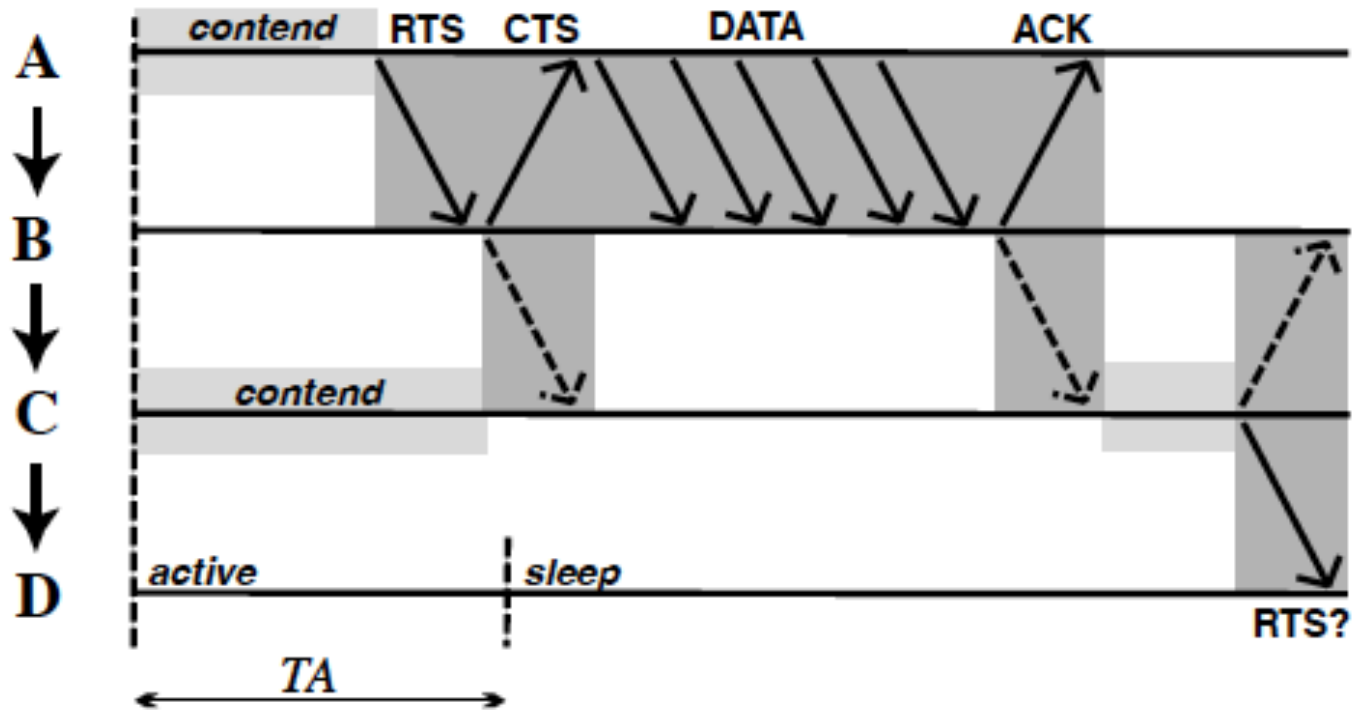 contend RTS CTS DATA ACK
A
B
contend
C
active sleep
D
RTS?
TA